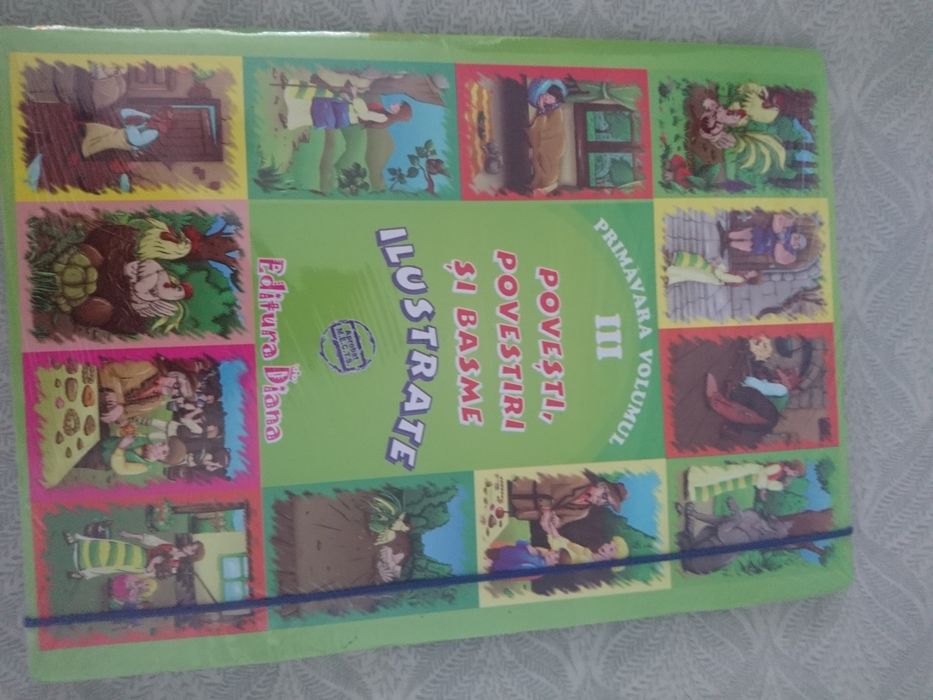 PRIMAVARA VOLUMUL
III
POVEȘTI,
POVESTIRI
ȘI BASME
ILUSTRATE
Editura Diana